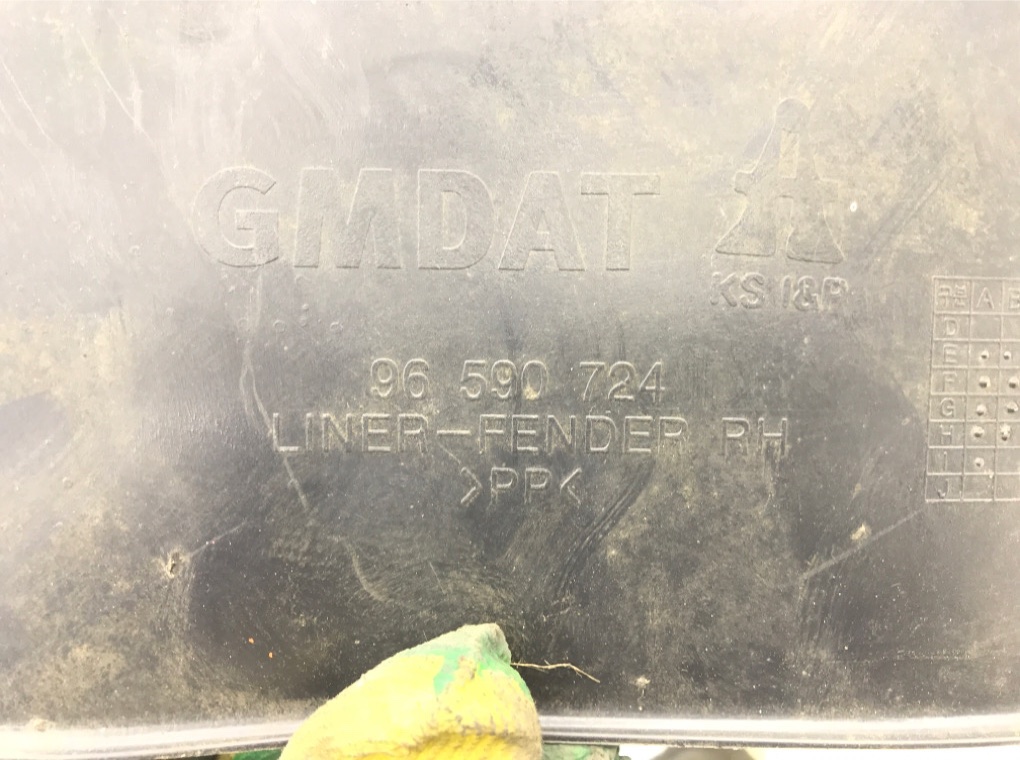 GMDAT
KS I&P
96 590 724
LINER-FENDER RH
>PP<
A
D
E
F
G
H
I
J